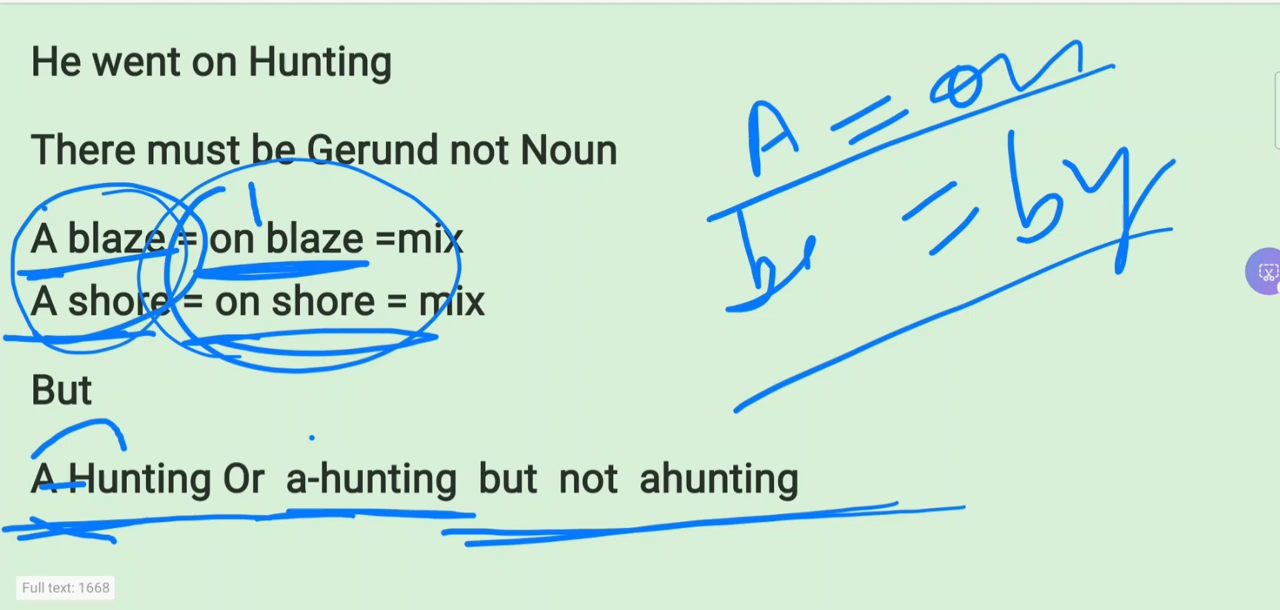 He went on Hunting
A = on
There must be Gerund not Noun
be = by
A blaze = on blaze =mix
A shore = on shore = mix
But
A Hunting Or a-hunting but not ahunting
Full text: 1668